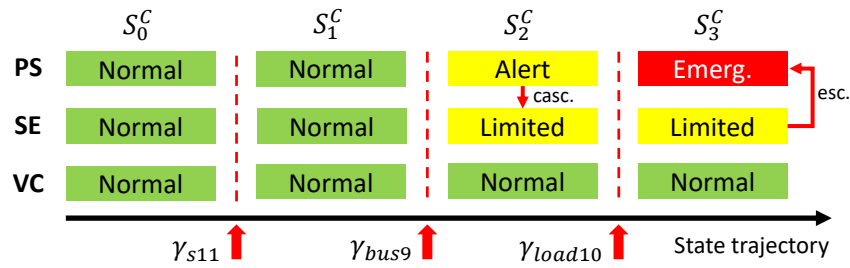 S_0^C S_1^C S_2^C S_3^C
PS Normal Normal Alert Emerg.
casc. esc.
SE Normal Normal Limited Limited
VC Normal Normal Normal Normal
γ_s11 γ_bus9 γ_load10 State trajectory